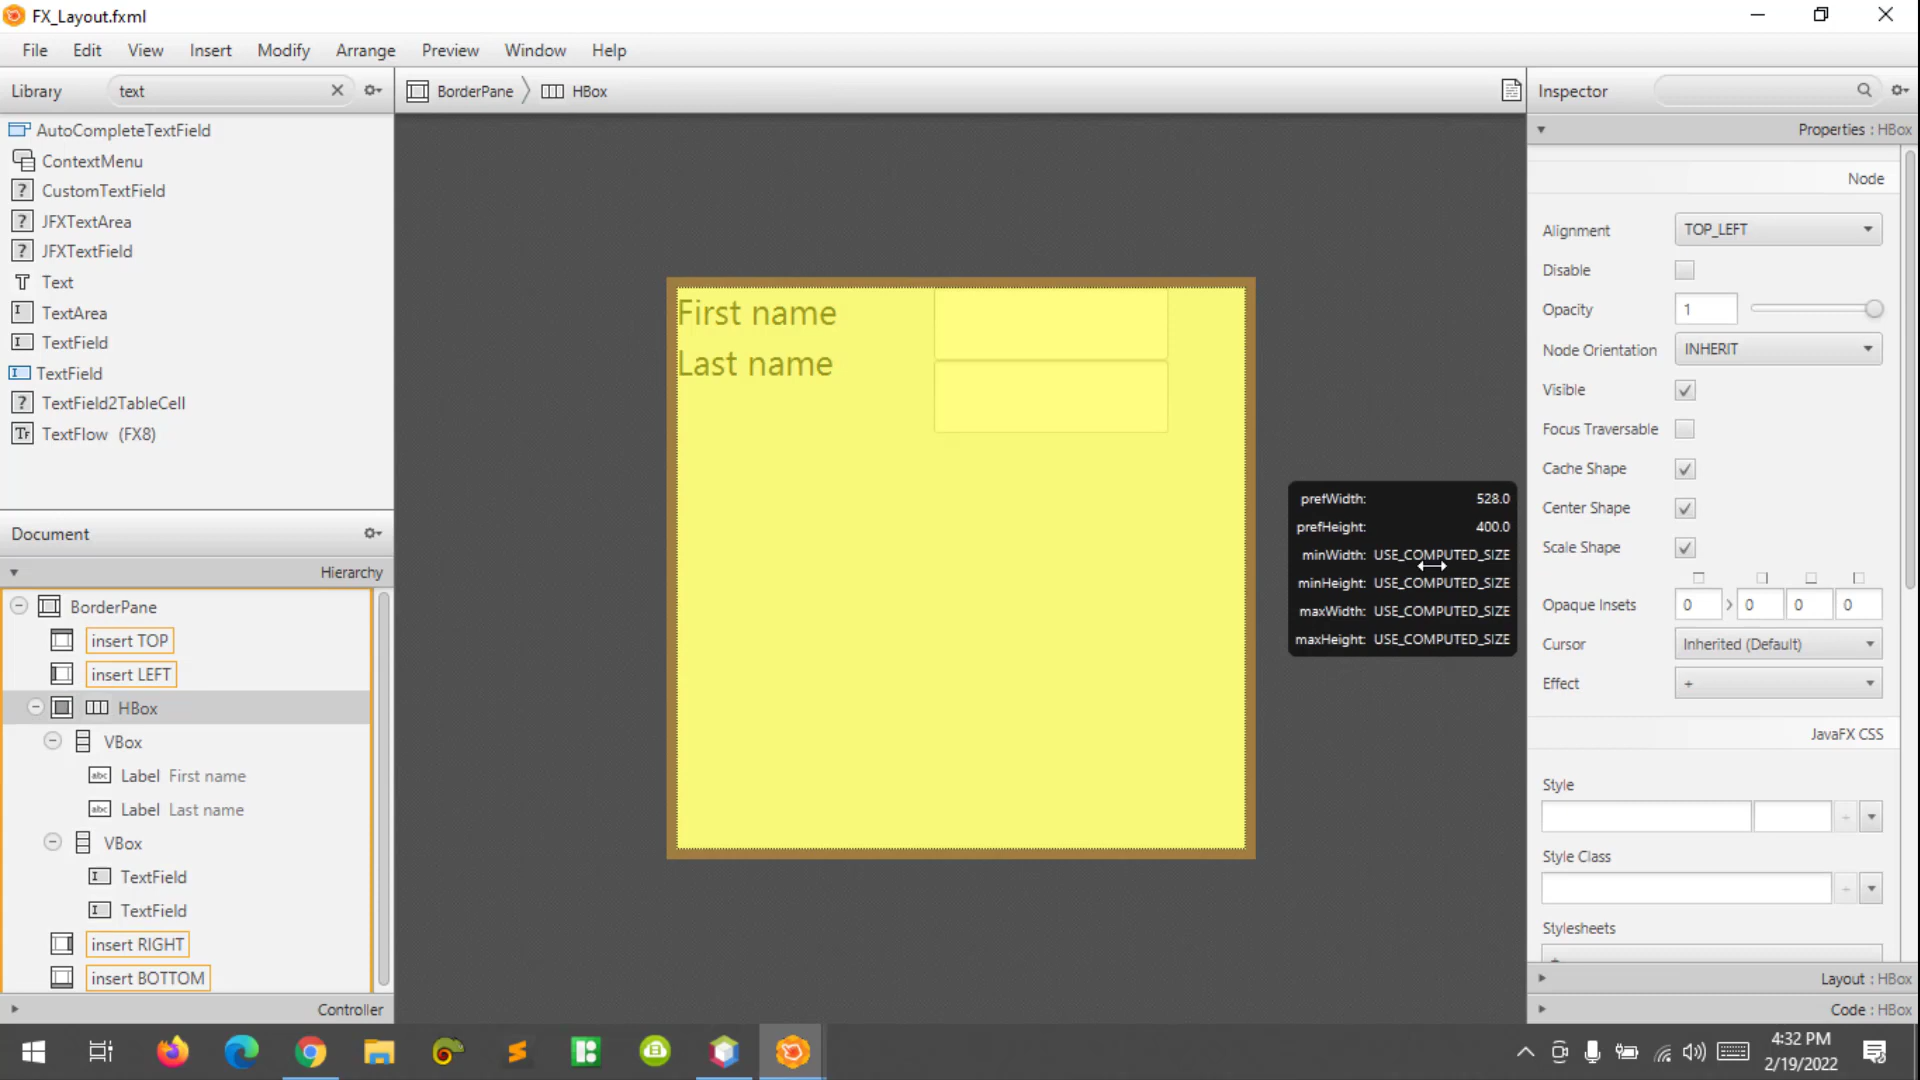 FX_Layout.fxml
File Edit View Insert Modify Arrange Preview Window Help
Library text
BorderPane HBox
Inspector
AutoCompleteTextField
ContextMenu
CustomTextField
JFXTextArea
JFXTextField
Text
TextArea
TextField
TextField
TextField2TableCell
TextFlow (FX8)
Document
Hierarchy
BorderPane
insert TOP
insert LEFT
HBox
VBox
Label First name
Label Last name
VBox
TextField
TextField
insert RIGHT
insert BOTTOM
Controller
First name
Last name
prefWidth: 528.0
prefHeight: 400.0
minWidth: USE_COMPUTED_SIZE
minHeight: USE_COMPUTED_SIZE
maxWidth: USE_COMPUTED_SIZE
maxHeight: USE_COMPUTED_SIZE
Properties : HBox
Node
Alignment TOP_LEFT
Disable
Opacity 1
Node Orientation INHERIT
Visible
Focus Traversable
Cache Shape
Center Shape
Scale Shape
Opaque Insets 0 0 0 0
Cursor Inherited (Default)
Effect +
JavaFX CSS
Style
Style Class
Stylesheets
Layout : HBox
Code : HBox
4:32 PM
2/19/2022